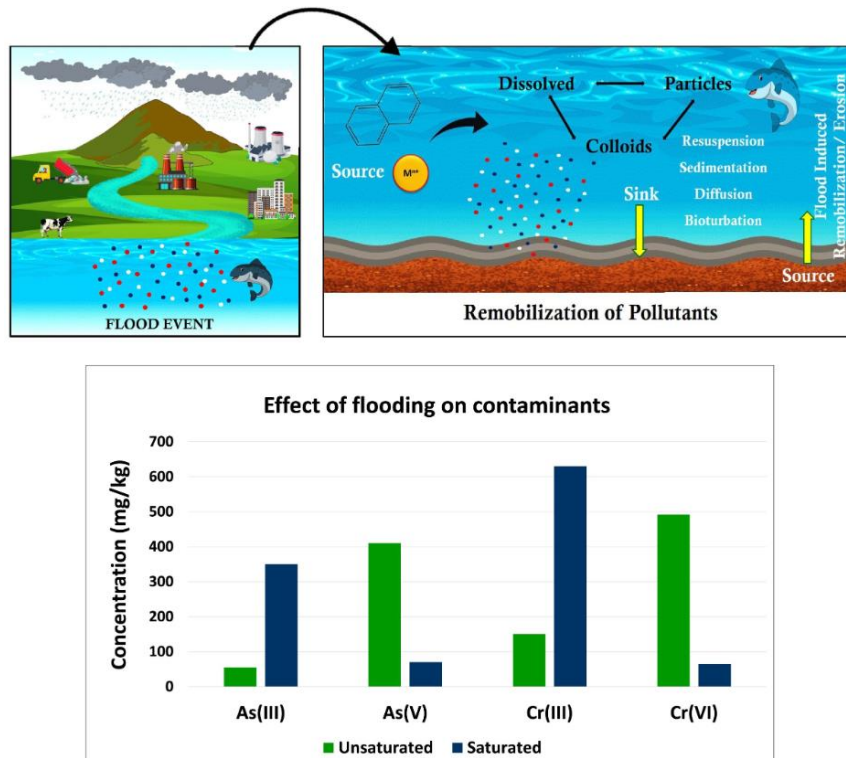 FLOOD EVENT
Dissolved
Particles
Colloids
Source
Mⁿ⁺
Resuspension
Sedimentation
Diffusion
Bioturbation
Sink
Source
Flood Induced
Remobilization/ Erosion
Remobilization of Pollutants
Effect of flooding on contaminants
Concentration (mg/kg)
700
600
500
400
300
200
100
0
As(III) As(V) Cr(III) Cr(VI)
Unsaturated Saturated